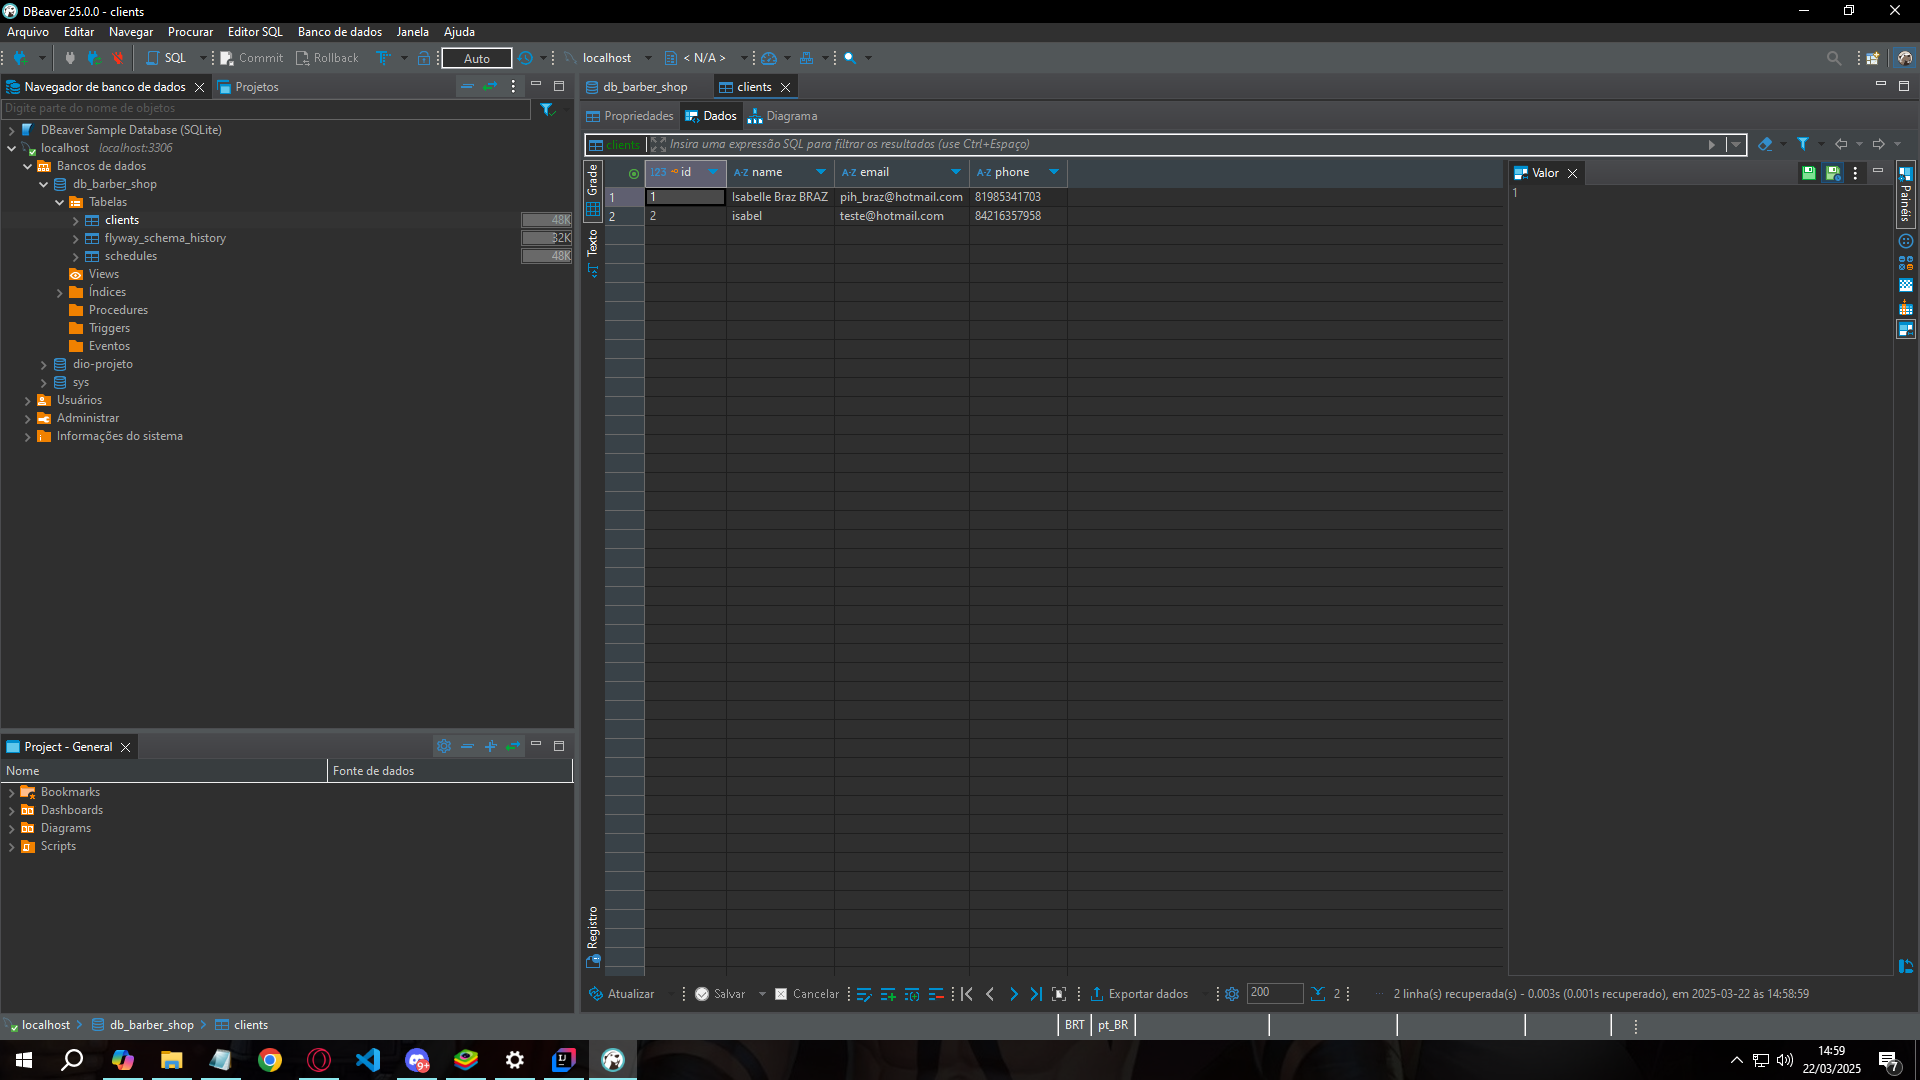 DBeaver 25.0.0 - clients
Arquivo Editar Navegar Procurar Editor SQL Banco de dados Janela Ajuda
SQL Commit Rollback Auto localhost < N/A >
Navegador de banco de dados Projetos
Digite parte do nome de objetos
DBeaver Sample Database (SQLite)
localhost localhost:3306
Bancos de dados
db_barber_shop
Tabelas
clients 48K
flyway_schema_history 32K
schedules 48K
Views
Índices
Procedures
Triggers
Eventos
dio-projeto
sys
Usuários
Administrar
Informações do sistema
Project - General
Nome Fonte de dados
Bookmarks
Dashboards
Diagrams
Scripts
db_barber_shop clients
Propriedades Dados Diagrama
clients Insira uma expressão SQL para filtrar os resultados (use Ctrl+Espaço)
Grade
Texto
Registro
123 id A-Z name A-Z email A-Z phone
1 1 Isabelle Braz BRAZ pih_braz@hotmail.com 81985341703
2 2 isabel teste@hotmail.com 84216357958
Valor
1
Painéis
Atualizar Salvar Cancelar Exportar dados 200 2 2 linha(s) recuperada(s) - 0.003s (0.001s recuperado), em 2025-03-22 às 14:58:59
localhost db_barber_shop clients BRT pt_BR
9+
14:59
22/03/2025
7